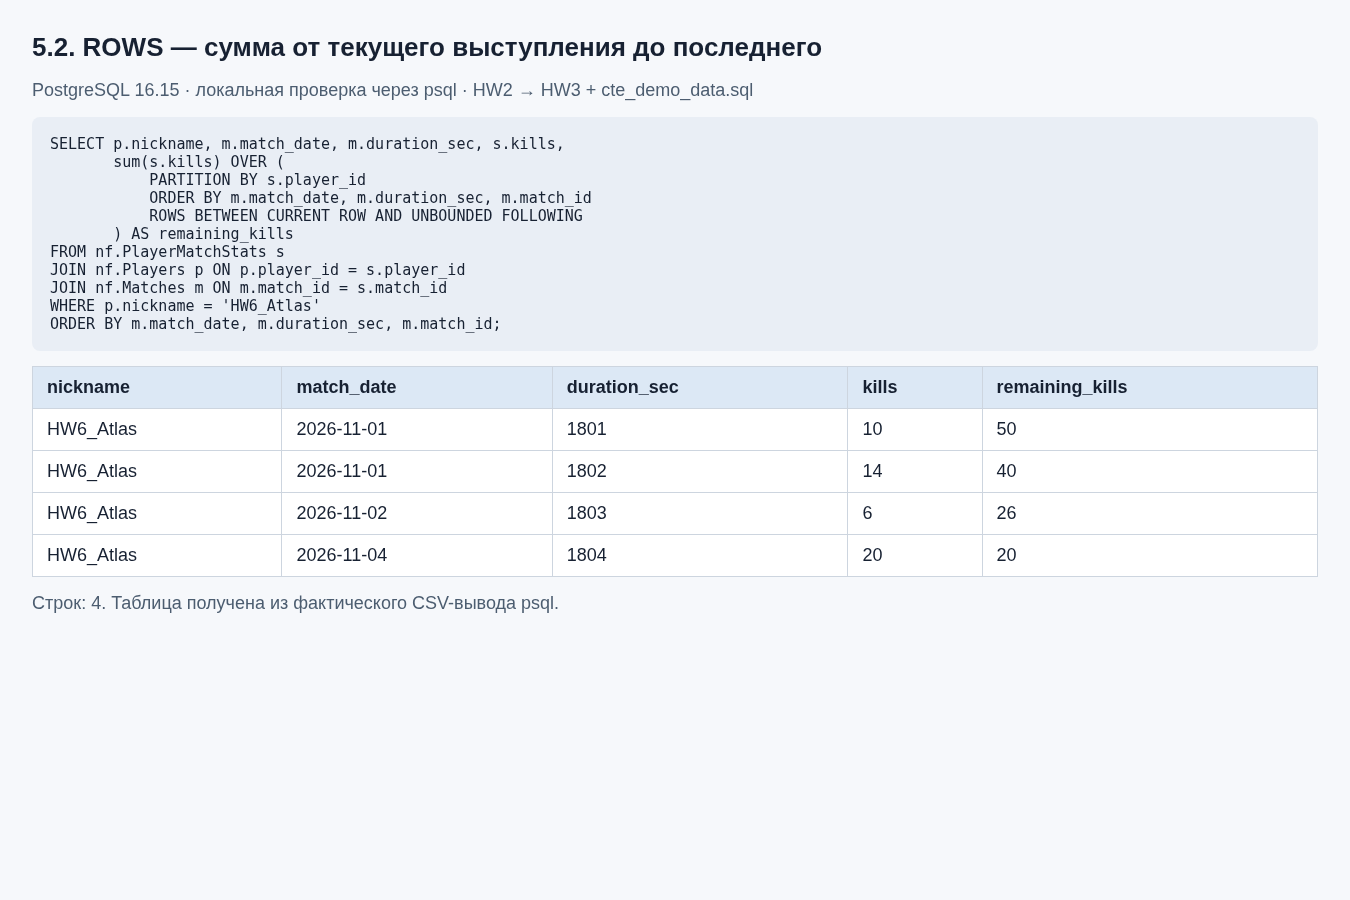 5.2. ROWS — сумма от текущего выступления до последнего
PostgreSQL 16.15 · локальная проверка через psql · HW2 → HW3 + cte_demo_data.sql
SELECT p.nickname, m.match_date, m.duration_sec, s.kills,
       sum(s.kills) OVER (
           PARTITION BY s.player_id
           ORDER BY m.match_date, m.duration_sec, m.match_id
           ROWS BETWEEN CURRENT ROW AND UNBOUNDED FOLLOWING
       ) AS remaining_kills
FROM nf.PlayerMatchStats s
JOIN nf.Players p ON p.player_id = s.player_id
JOIN nf.Matches m ON m.match_id = s.match_id
WHERE p.nickname = 'HW6_Atlas'
ORDER BY m.match_date, m.duration_sec, m.match_id;
nickname match_date duration_sec kills remaining_kills
HW6_Atlas 2026-11-01 1801 10 50
HW6_Atlas 2026-11-01 1802 14 40
HW6_Atlas 2026-11-02 1803 6 26
HW6_Atlas 2026-11-04 1804 20 20
Строк: 4. Таблица получена из фактического CSV-вывода psql.